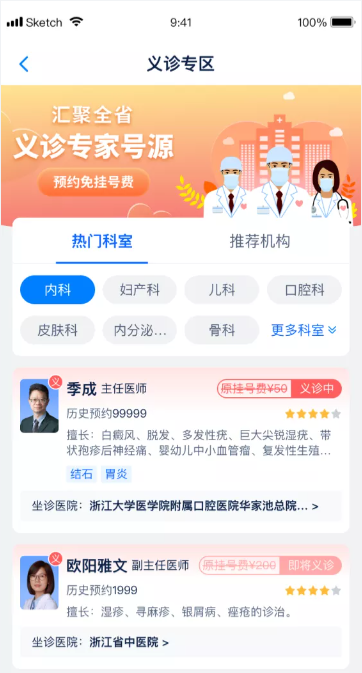 Sketch 9:41 100%
义诊专区
汇聚全省
义诊专家号源
预约免挂号费
热门科室 推荐机构
内科 妇产科 儿科 口腔科
皮肤科 内分泌... 骨科 更多科室
义
季成 主任医师 原挂号费¥50 义诊中
历史预约99999
擅长：白癜风、脱发、多发性疣、巨大尖锐湿疣、带
状孢疹后神经痛、婴幼儿中小血管瘤、复发性生殖...
结石 胃炎
坐诊医院：浙江大学医学院附属口腔医院华家池总院... >
义
欧阳雅文 副主任医师 原挂号费¥200 即将义诊
历史预约1999
擅长：湿疹、寻麻疹、银屑病、痤疮的诊治。
坐诊医院：浙江省中医院 >